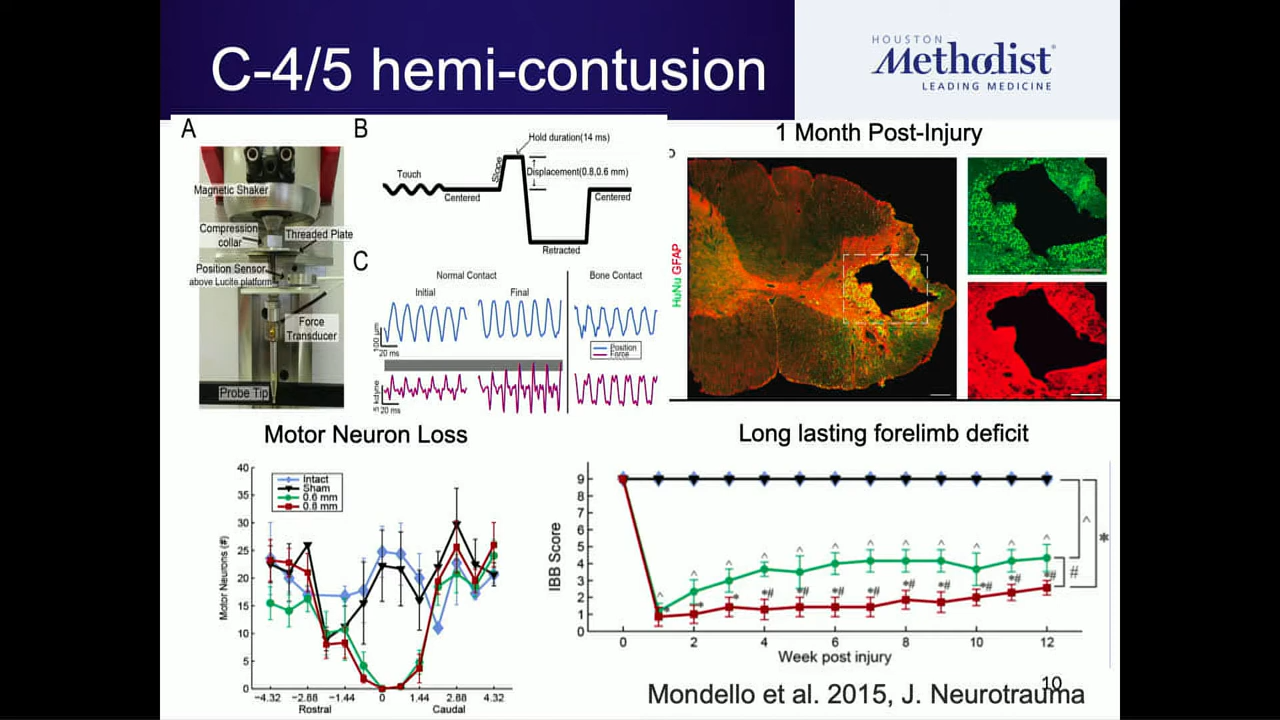 C-4/5 hemi-contusion
HOUSTON
Methodist
LEADING MEDICINE
A
Magnetic Shaker
Compression
collar
Threaded Plate
Position Sensor
above Lucite platform
Force
Transducer
Probe Tip
B
Hold duration(14 ms)
Touch
Slope
Displacement(0.8,0.6 mm)
Centered
Centered
Retracted
C
Normal Contact
Bone Contact
Initial
Final
100 µm
20 ms
Position
Force
5 kdyne
20 ms
1 Month Post-Injury
HuNu GFAP
Motor Neuron Loss
Motor Neurons (#)
40
35
30
25
20
15
10
5
0
Intact
Sham
0.6 mm
0.8 mm
−4.32 −2.88 −1.44 0 1.44 2.88 4.32
Rostral Caudal
Long lasting forelimb deficit
IBB Score
9
8
7
6
5
4
3
2
1
0
^ ^ ^ ^ ^ ^ ^ ^ ^ ^ ^ ^
* *# *# *# *# *# *# *# *# *#
^
*
#
0 2 4 6 8 10 12
Week post injury
10
Mondello et al. 2015, J. Neurotrauma